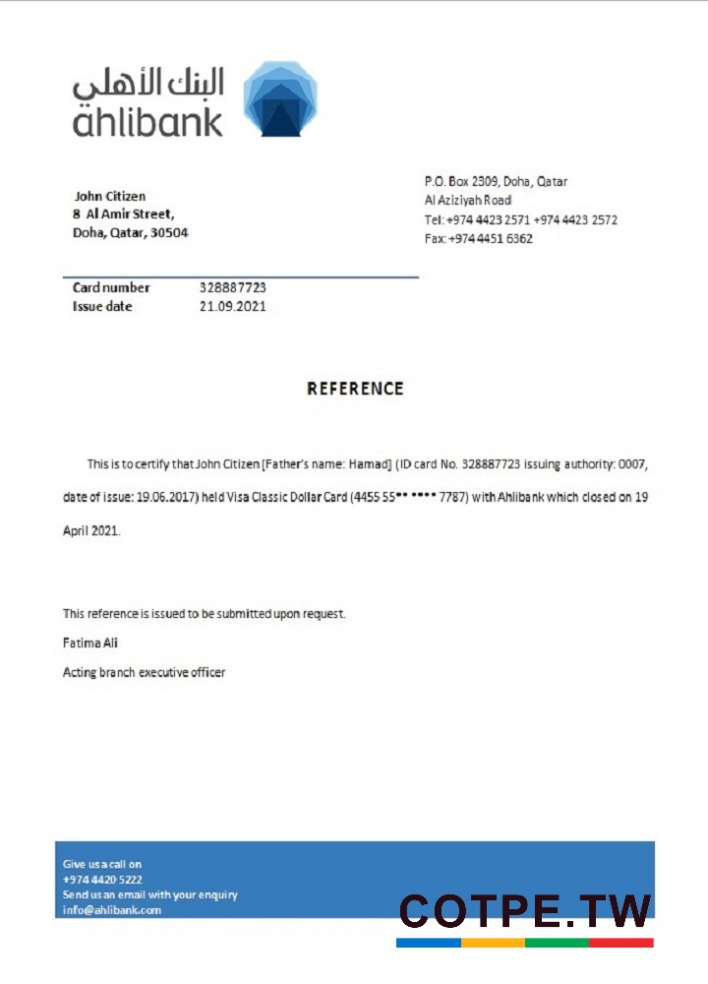 البنك الأهلي
ahlibank
John Citizen
8 Al Amir Street,
Doha, Qatar, 30504
P.O. Box 2309, Doha, Qatar
Al Aziziyah Road
Tel: +974 4423 2571 +974 4423 2572
Fax: +974 4451 6362
Card number 328887723
Issue date 21.09.2021
REFERENCE
This is to certify that John Citizen [Father's name: Hamad] (ID card No. 328887723 issuing authority: 0007,
date of issue: 19.06.2017) held Visa Classic Dollar Card (4455 55•• •••• 7787) with Ahlibank which closed on 19
April 2021.
This reference is issued to be submitted upon request.
Fatima Ali
Acting branch executive officer
Give us a call on
+974 4420 5222
Send us an email with your enquiry
info@ahlibank.com
COTPE.TW